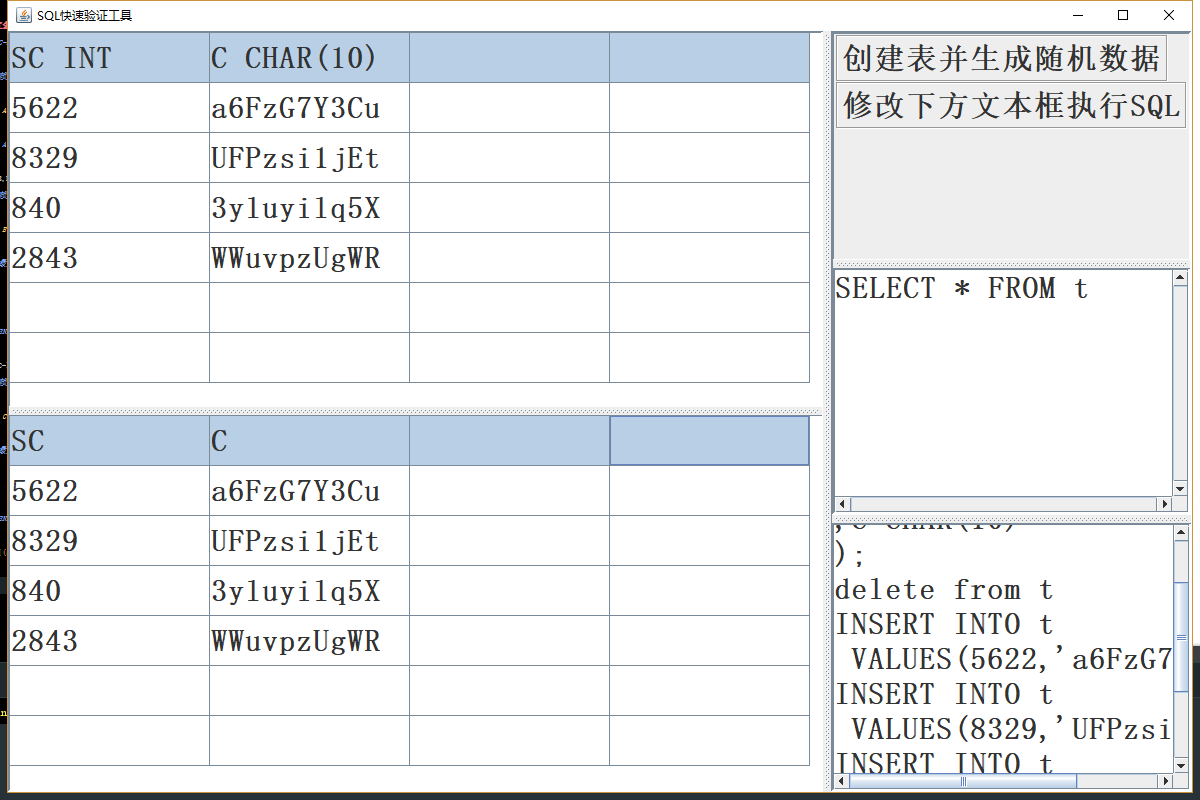 SQL快速验证工具
SC INT C CHAR(10)
5622 a6FzG7Y3Cu
8329 UFPzsi1jEt
840 3yluyilq5X
2843 WWuvpzUgWR
SC C
5622 a6FzG7Y3Cu
8329 UFPzsi1jEt
840 3yluyilq5X
2843 WWuvpzUgWR
创建表并生成随机数据
修改下方文本框执行SQL
SELECT * FROM t
,C CHAR(10)
);
delete from t
INSERT INTO t
VALUES(5622,'a6FzG7
INSERT INTO t
VALUES(8329,'UFPzsi
INSERT INTO t